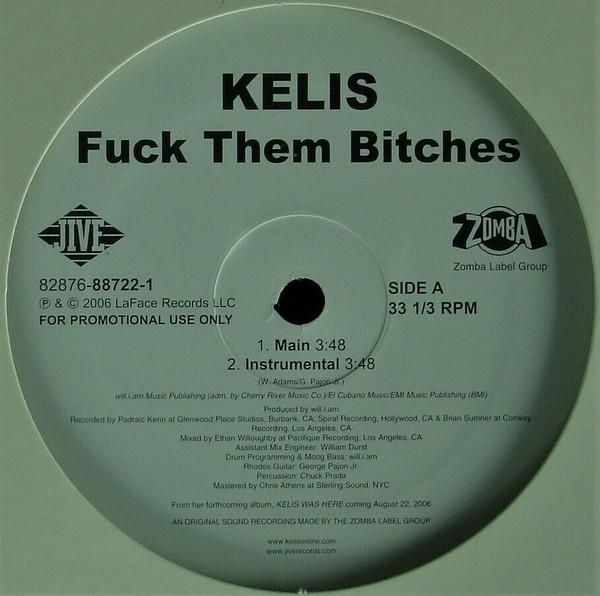 KELIS
Fuck Them Bitches
JIVE
ZOMBA
Zomba Label Group
82876-88722-1
℗ & © 2006 LaFace Records LLC
FOR PROMOTIONAL USE ONLY
SIDE A
33 1/3 RPM
1. Main 3:48
2. Instrumental 3:48
(W. Adams/G. Pajon Jr.)
will.i.am Music Publishing (adm. by Cherry River Music Co.)/El Cubano Music/EMI Music Publishing (BMI)
Produced by will.i.am
Recorded by Padraic Kerin at Glenwood Place Studios, Burbank, CA; Spiral Recording, Hollywood, CA & Brian Sumner at Conway
Recording, Los Angeles, CA
Mixed by Ethan Willoughby at Pacifique Recording, Los Angeles, CA
Assistant Mix Engineer: William Durst
Drum Programming & Moog Bass: will.i.am
Rhodes Guitar: George Pajon Jr.
Percussion: Chuck Prada
Mastered by Chris Athens at Sterling Sound, NYC
From her forthcoming album, KELIS WAS HERE coming August 22, 2006
AN ORIGINAL SOUND RECORDING MADE BY THE ZOMBA LABEL GROUP
www.kelisonline.com
www.jiverecords.com